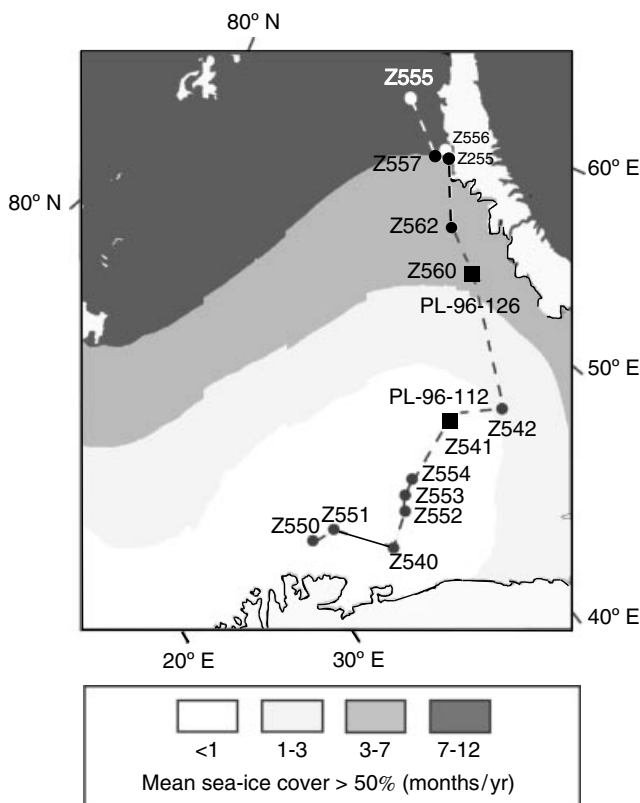 80º N
Z555
Z556
Z557
Z255
60º E
80º N
Z562
Z560
PL-96-126
50º E
PL-96-112
Z542
Z541
Z554
Z553
Z551
Z552
Z550
Z540
40º E
20º E
30º E
<1
1-3
3-7
7-12
Mean sea-ice cover > 50% (months/yr)